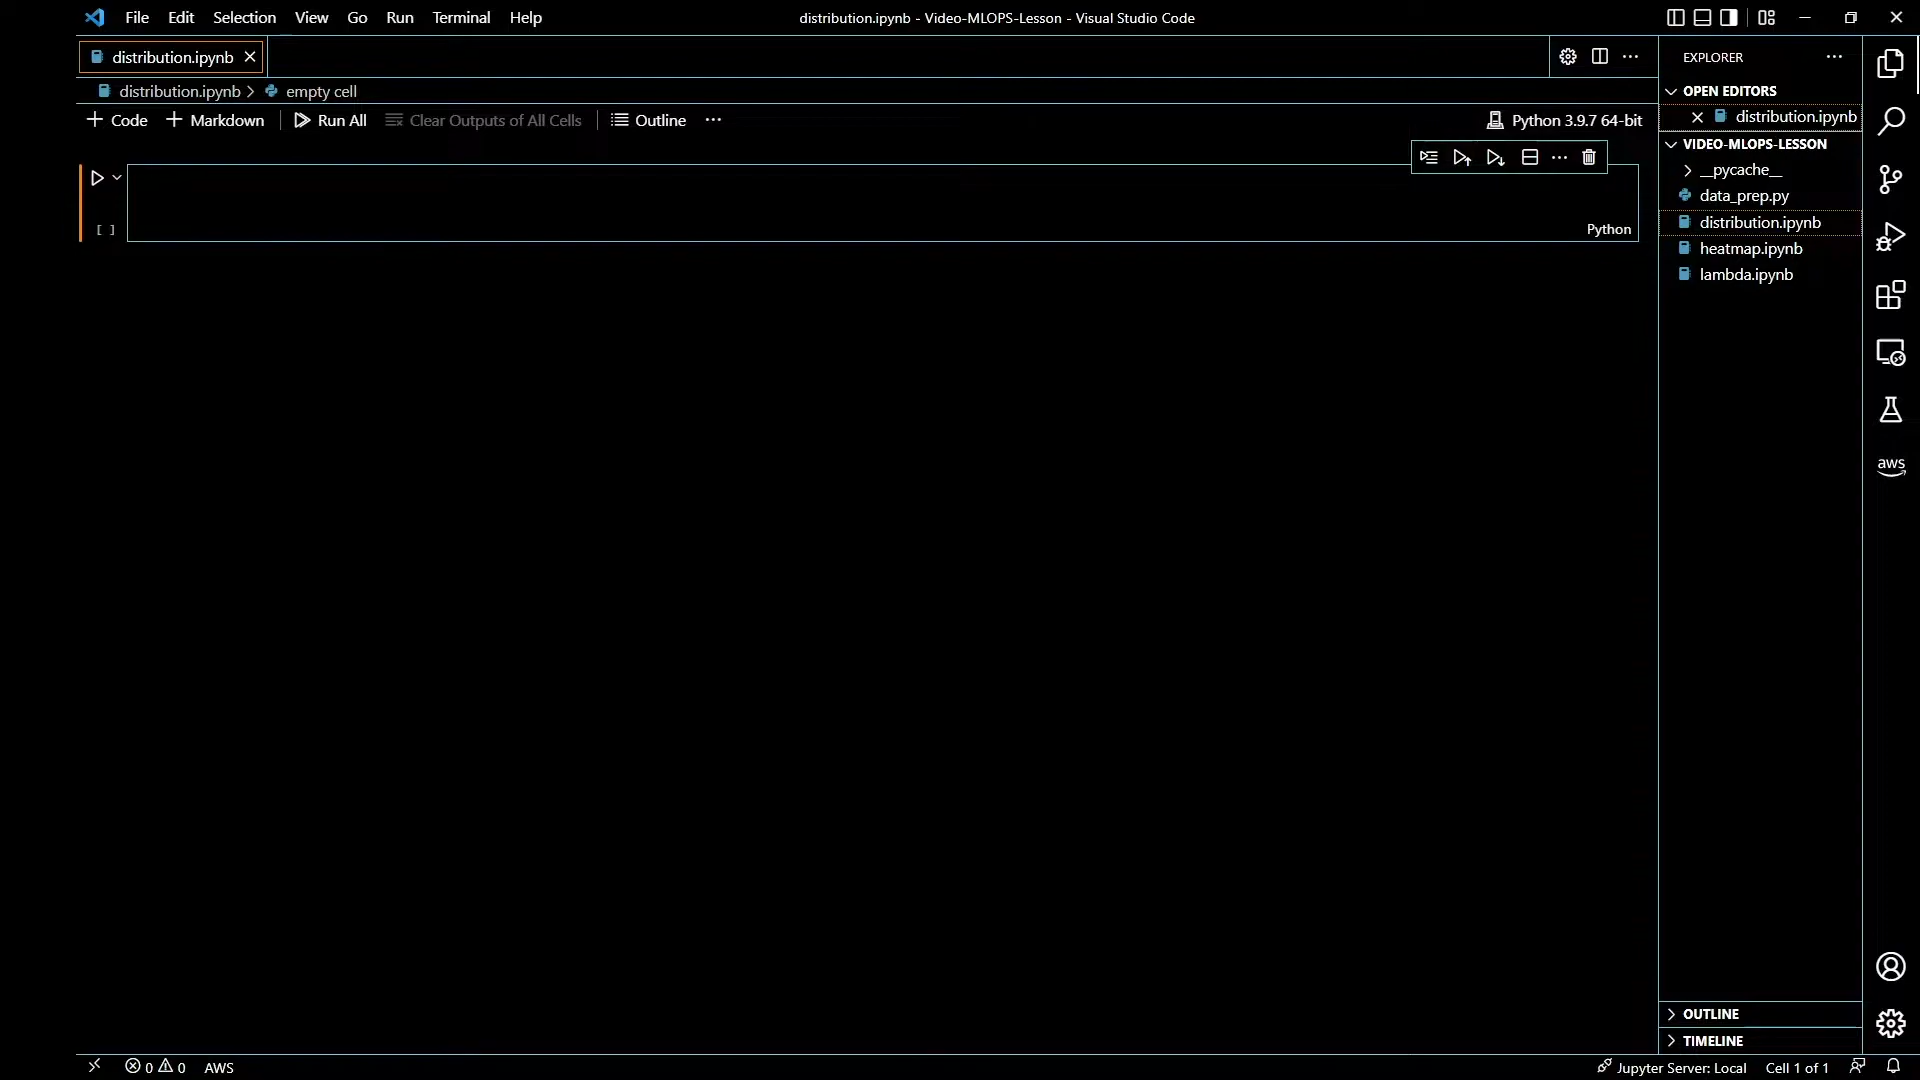 File Edit Selection View Go Run Terminal Help
distribution.ipynb - Video-MLOPS-Lesson - Visual Studio Code
distribution.ipynb
distribution.ipynb > empty cell
Code Markdown Run All Clear Outputs of All Cells Outline ...
Python 3.9.7 64-bit
[ ]
Python
EXPLORER
OPEN EDITORS
distribution.ipynb
VIDEO-MLOPS-LESSON
__pycache__
data_prep.py
distribution.ipynb
heatmap.ipynb
lambda.ipynb
aws
OUTLINE
TIMELINE
0 0 AWS
Jupyter Server: Local Cell 1 of 1